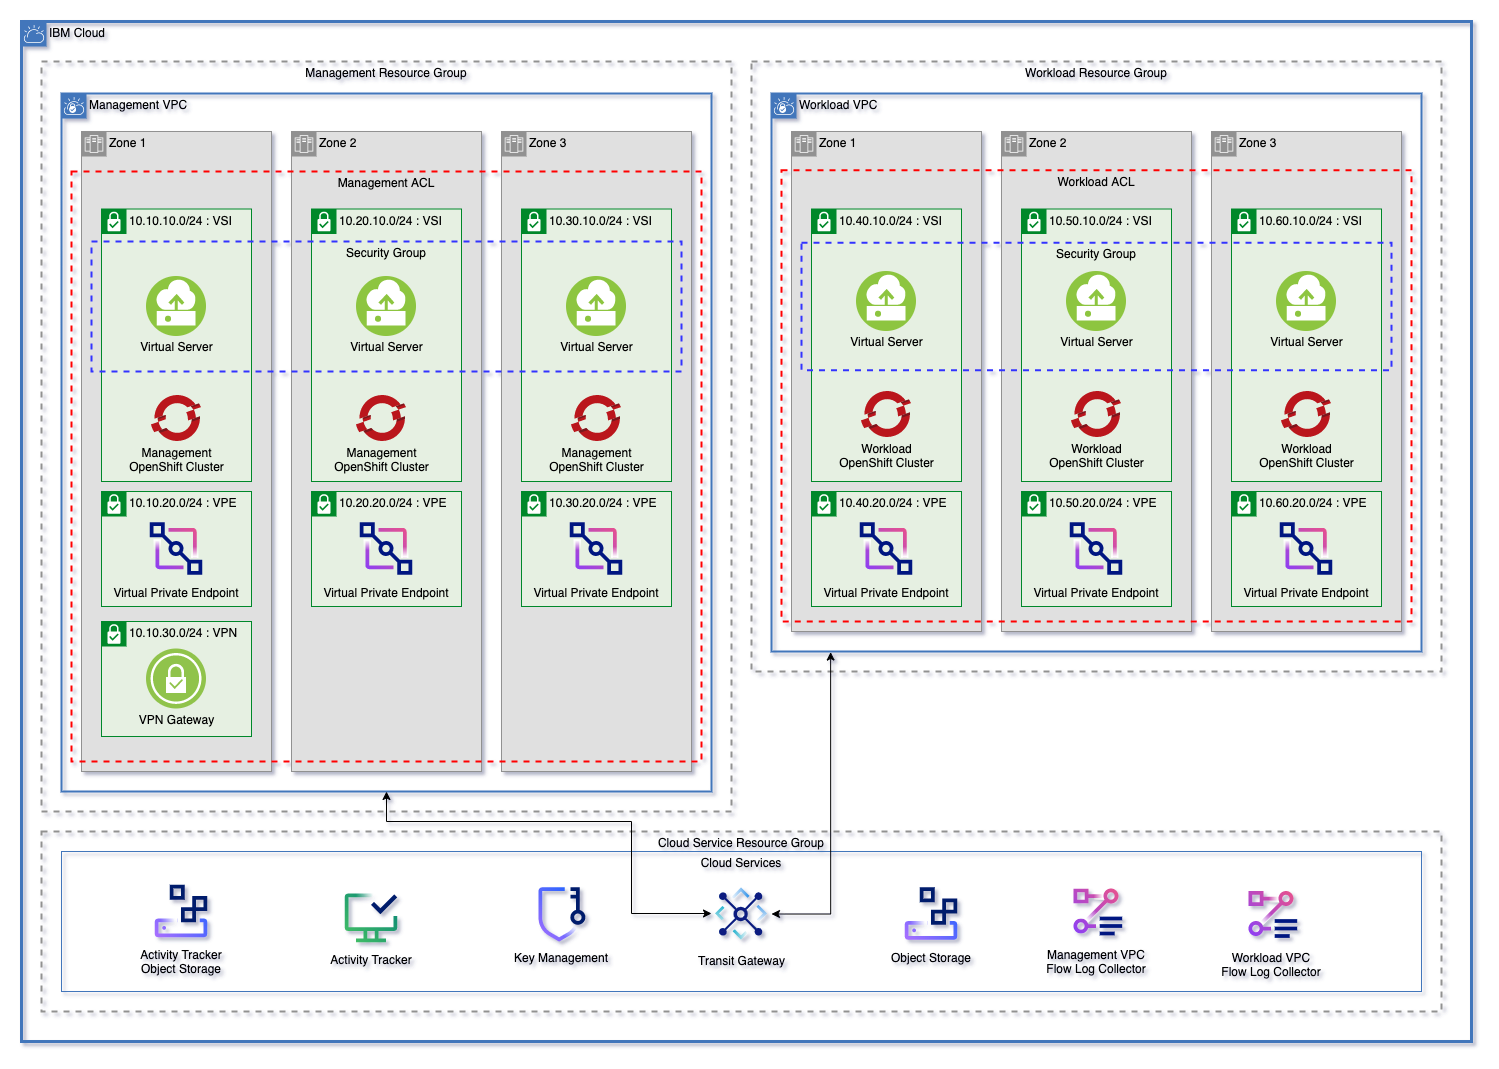 IBM Cloud
Management Resource Group
Management VPC
Zone 1
Zone 2
Zone 3
Management ACL
10.10.10.0/24 : VSI
10.20.10.0/24 : VSI
10.30.10.0/24 : VSI
Security Group
Virtual Server
Virtual Server
Virtual Server
Management
OpenShift Cluster
Management
OpenShift Cluster
Management
OpenShift Cluster
10.10.20.0/24 : VPE
10.20.20.0/24 : VPE
10.30.20.0/24 : VPE
Virtual Private Endpoint
Virtual Private Endpoint
Virtual Private Endpoint
10.10.30.0/24 : VPN
VPN Gateway
Workload Resource Group
Workload VPC
Zone 1
Zone 2
Zone 3
Workload ACL
10.40.10.0/24 : VSI
10.50.10.0/24 : VSI
10.60.10.0/24 : VSI
Security Group
Virtual Server
Virtual Server
Virtual Server
Workload
OpenShift Cluster
Workload
OpenShift Cluster
Workload
OpenShift Cluster
10.40.20.0/24 : VPE
10.50.20.0/24 : VPE
10.60.20.0/24 : VPE
Virtual Private Endpoint
Virtual Private Endpoint
Virtual Private Endpoint
Cloud Service Resource Group
Cloud Services
Activity Tracker
Object Storage
Activity Tracker
Key Management
Transit Gateway
Object Storage
Management VPC
Flow Log Collector
Workload VPC
Flow Log Collector